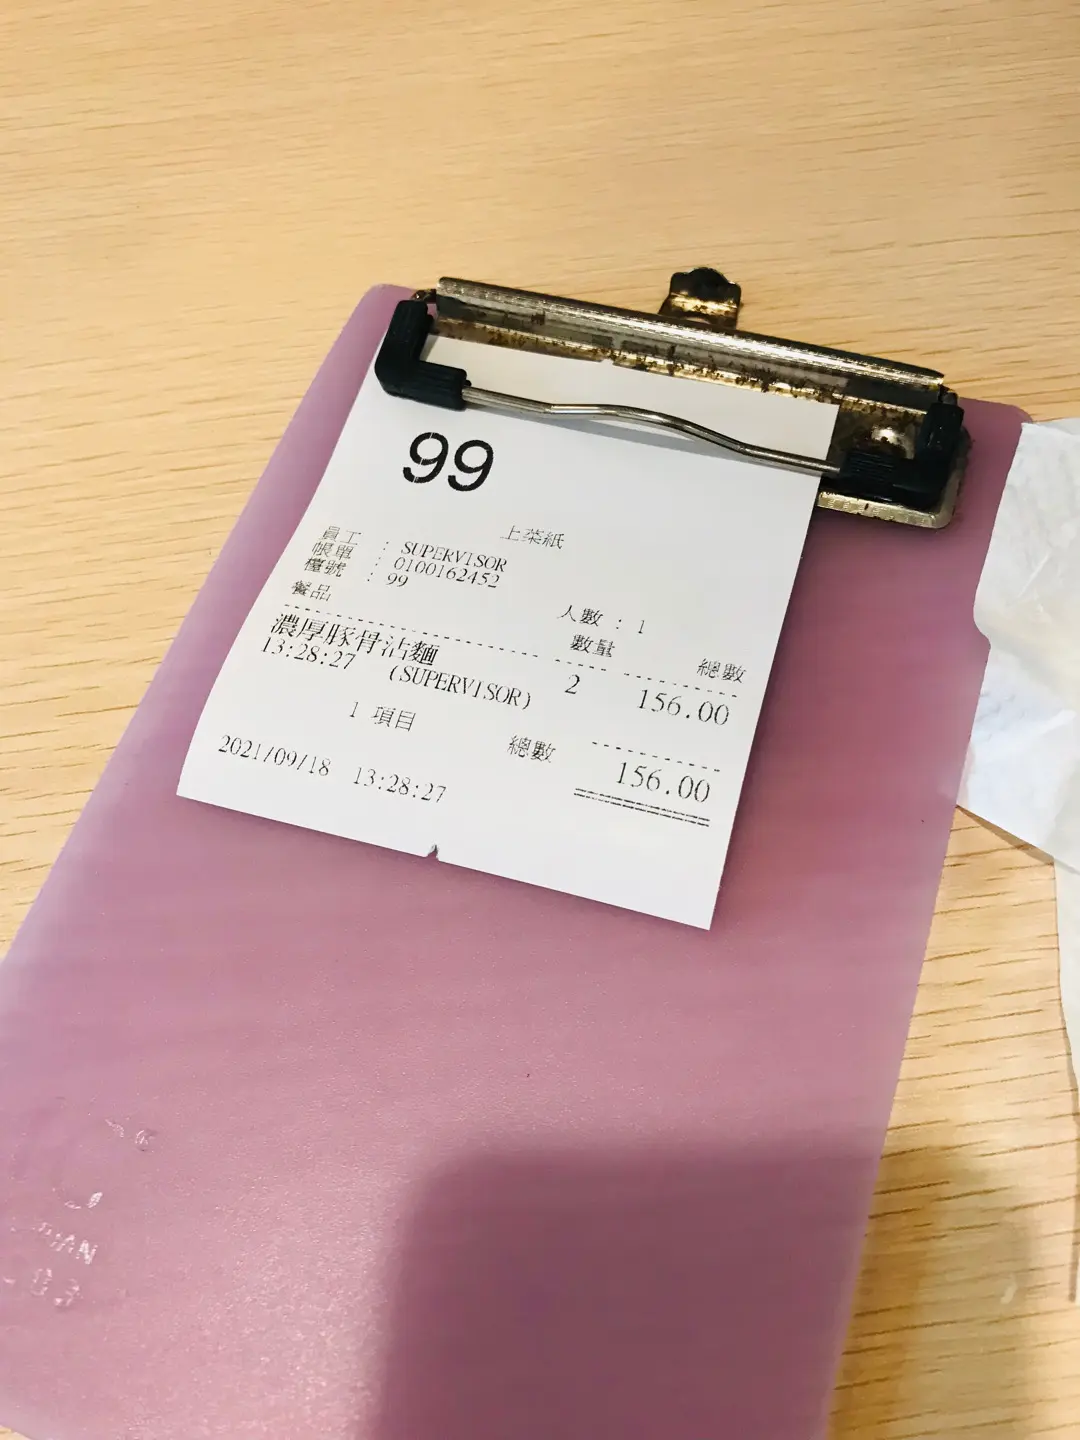 99
上菜紙
員工 : SUPERVISOR
帳單 : 0100162452
檯號 : 99
人數 : 1
餐品 數量 總數
濃厚豚骨沾麵 2 156.00
13:28:27 (SUPERVISOR)
1 項目
總數 156.00
2021/09/18 13:28:27